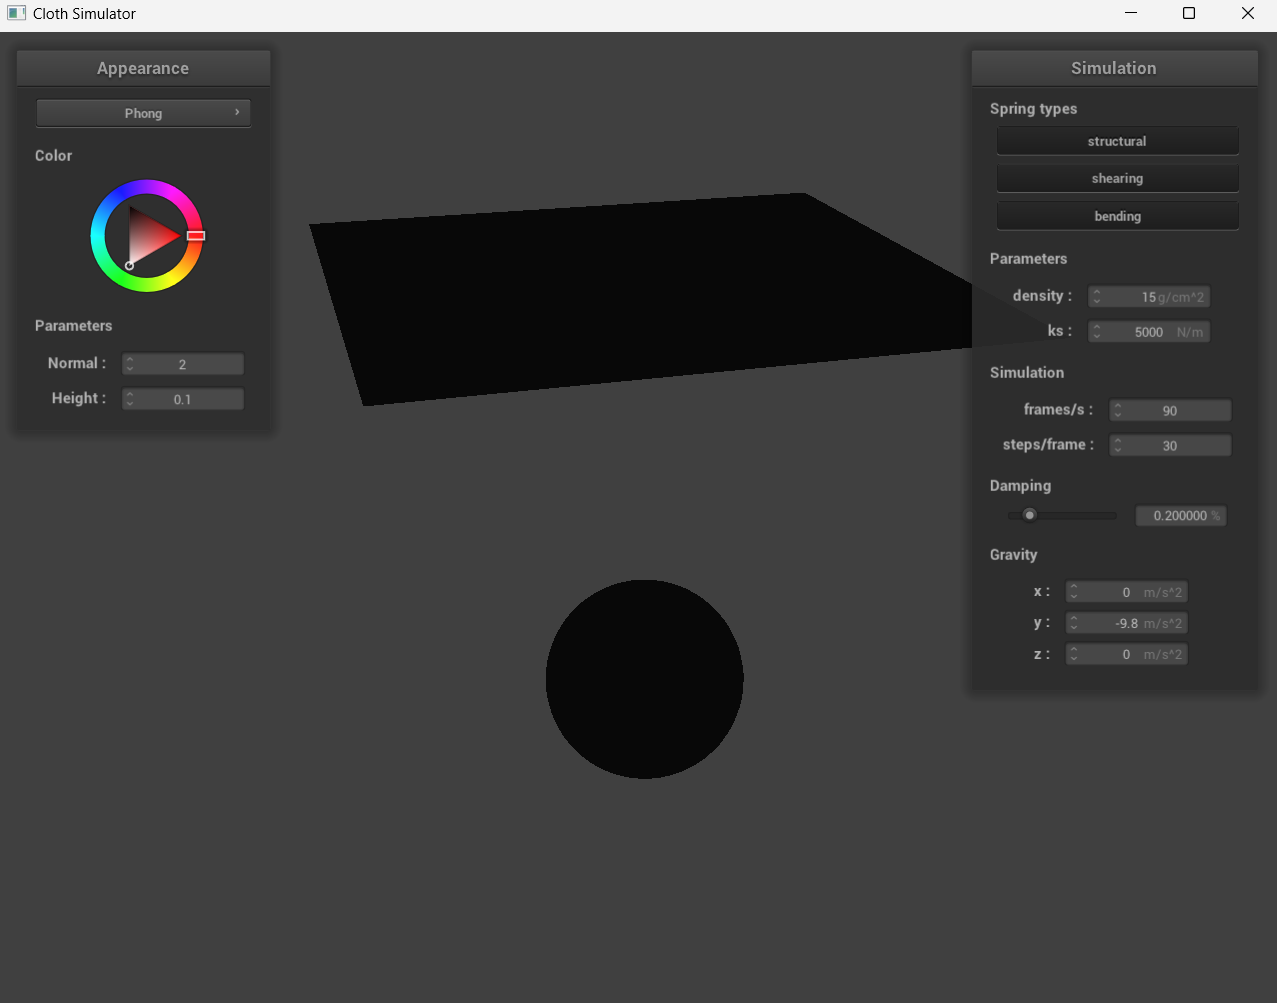 Cloth Simulator
Appearance
Phong
Color
Parameters
Normal : 2
Height : 0.1
Simulation
Spring types
structural
shearing
bending
Parameters
density : 15 g/cm^2
ks : 5000 N/m
Simulation
frames/s : 90
steps/frame : 30
Damping
0.200000 %
Gravity
x : 0 m/s^2
y : -9.8 m/s^2
z : 0 m/s^2